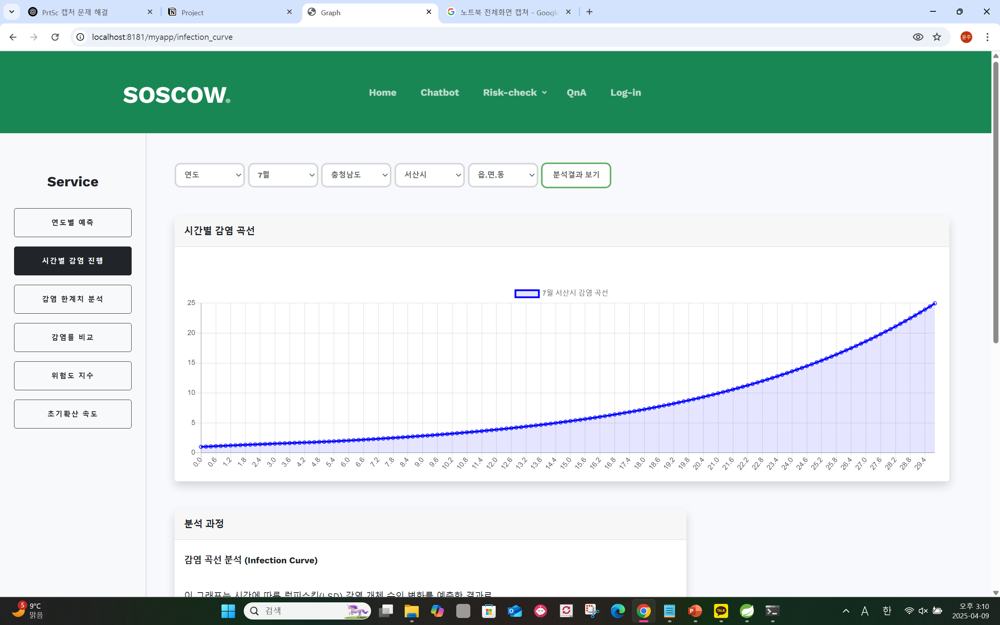 PrtSc 캡처 문제 해결
Project
Graph
노트북 전체화면 캡쳐 - Google
localhost:8181/myapp/infection_curve
윤주
soscow.
Home
Chatbot
Risk-check
QnA
Log-in
Service
연도별 예측
시간별 감염 진행
감염 한계치 분석
감염률 비교
위험도 지수
초기확산 속도
연도
7월
충청남도
서산시
읍.면.동
분석결과 보기
시간별 감염 곡선
7월 서산시 감염 곡선
25
20
15
10
5
0
0.0 0.6 1.2 1.8 2.4 3.0 3.6 4.2 4.8 5.4 6.0 6.6 7.2 7.8 8.4 9.0 9.6 10.2 10.8 11.4 12.0 12.6 13.2 13.8 14.4 15.0 15.6 16.2 16.8 17.4 18.0 18.6 19.2 19.8 20.4 21.0 21.6 22.2 22.8 23.4 24.0 24.6 25.2 25.8 26.4 27.0 27.6 28.2 28.8 29.4
분석 과정
감염 곡선 분석 (Infection Curve)
이 그래프는 시간에 따른 럼피스킨(LSD) 감염 개체 수의 변화를 예측한 결과로
5
9°C
맑음
검색
TALK
A
한
오후 3:10
2025-04-09